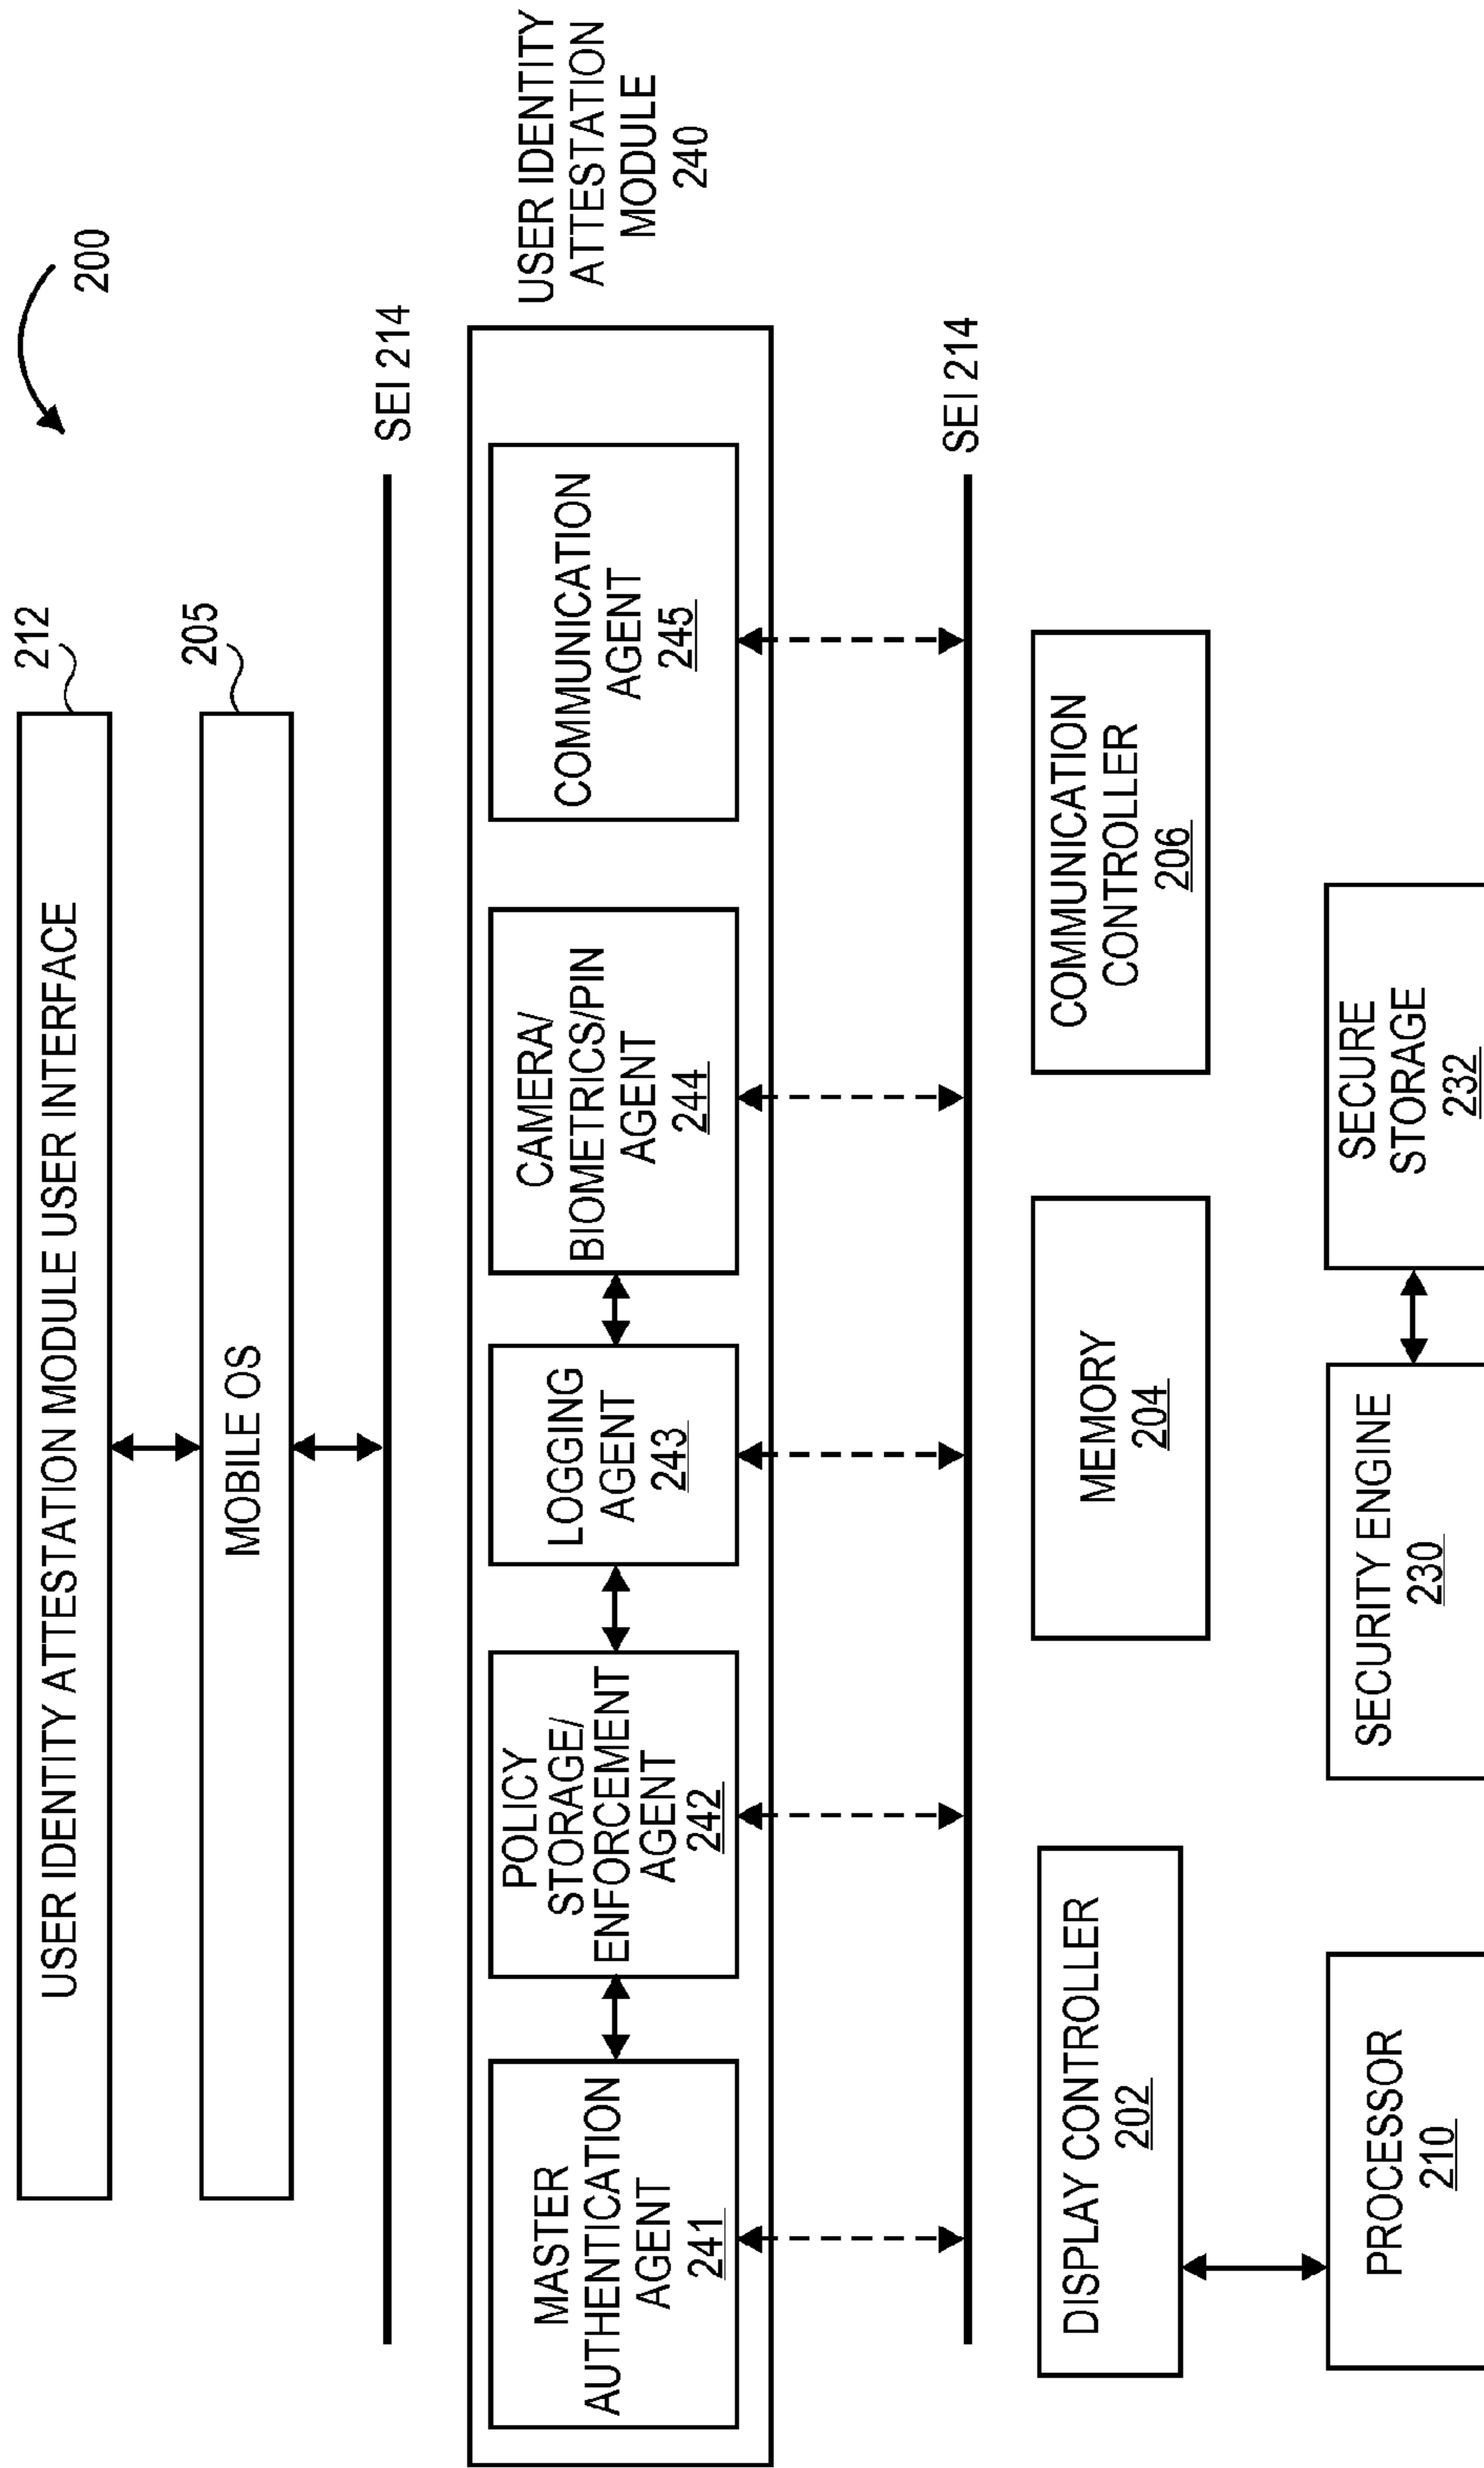 200
USER IDENTITY ATTESTATION MODULE USER INTERFACE
212
MOBILE OS
205
SEI 214
USER IDENTITY
ATTESTATION
MODULE
240
MASTER
AUTHENTICATION
AGENT
241
POLICY
STORAGE/
ENFORCEMENT
AGENT
242
LOGGING
AGENT
243
CAMERA/
BIOMETRICS/PIN
AGENT
244
COMMUNICATION
AGENT
245
SEI 214
DISPLAY CONTROLLER
202
MEMORY
204
COMMUNICATION
CONTROLLER
206
PROCESSOR
210
SECURITY ENGINE
230
SECURE
STORAGE
232